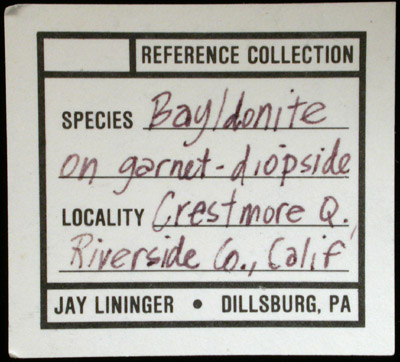 REFERENCE COLLECTION
SPECIES Bayldonite
on garnet-diopside
LOCALITY Crestmore Q.,
Riverside Co., Calif
JAY LININGER • DILLSBURG, PA